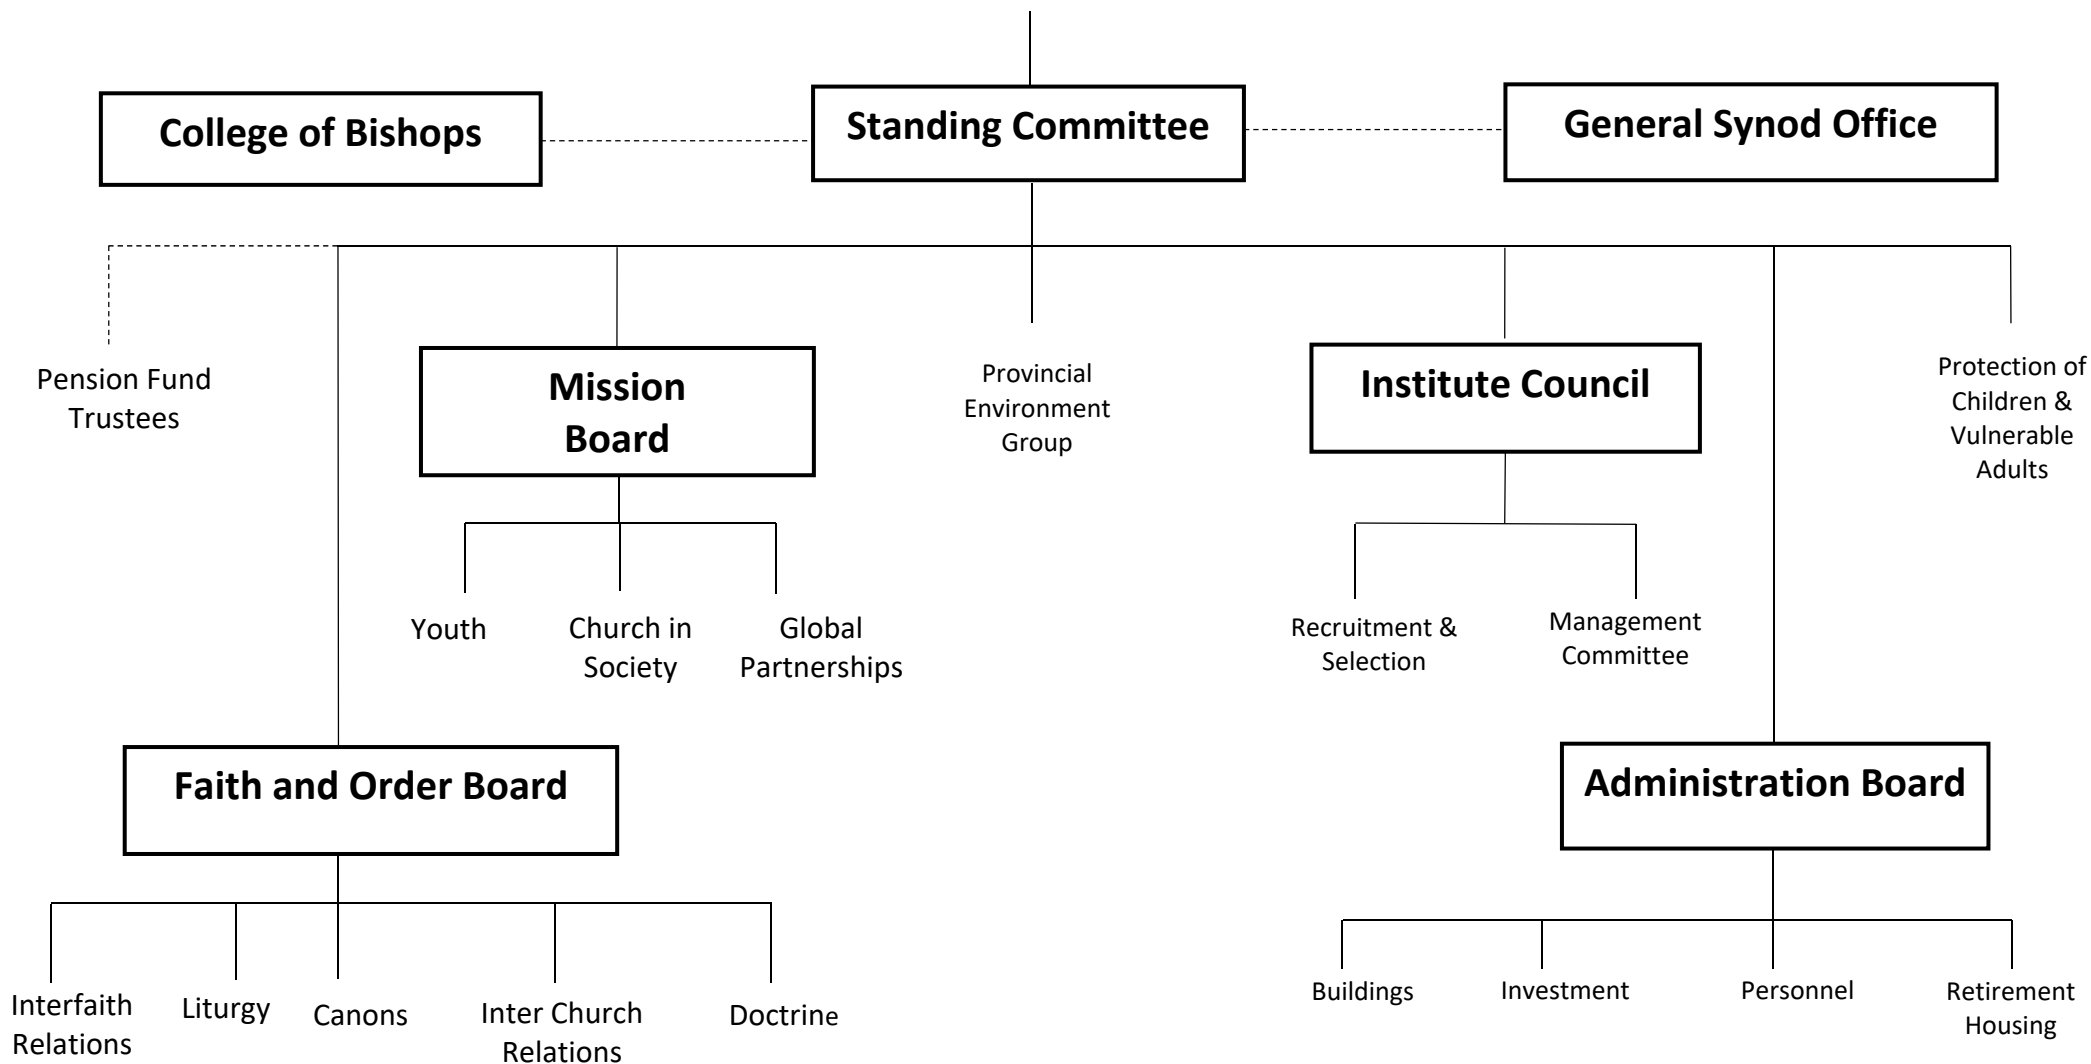 College of Bishops
Standing Committee
General Synod Office
Pension Fund
Trustees
Mission
Board
Provincial
Environment
Group
Institute Council
Protection of
Children &
Vulnerable
Adults
Youth
Church in
Society
Global
Partnerships
Recruitment &
Selection
Management
Committee
Faith and Order Board
Administration Board
Interfaith
Relations
Liturgy
Canons
Inter Church
Relations
Doctrine
Buildings
Investment
Personnel
Retirement
Housing